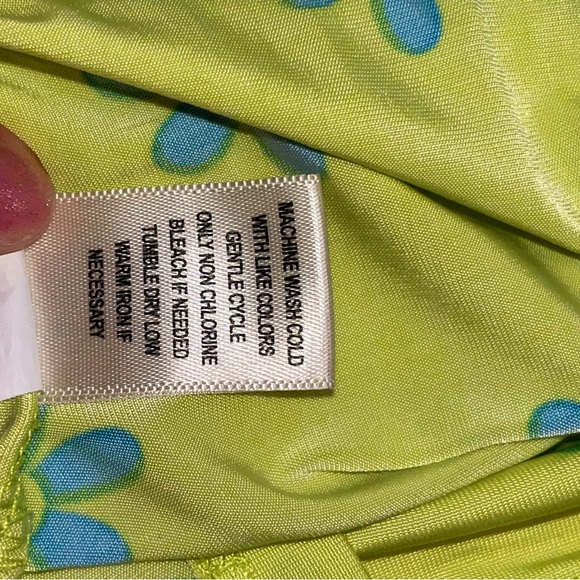 MACHINE WASH COLD
WITH LIKE COLORS
GENTLE CYCLE
ONLY NON CHLORINE
BLEACH IF NEEDED
TUMBLE DRY LOW
WARM IRON IF
NECESSARY